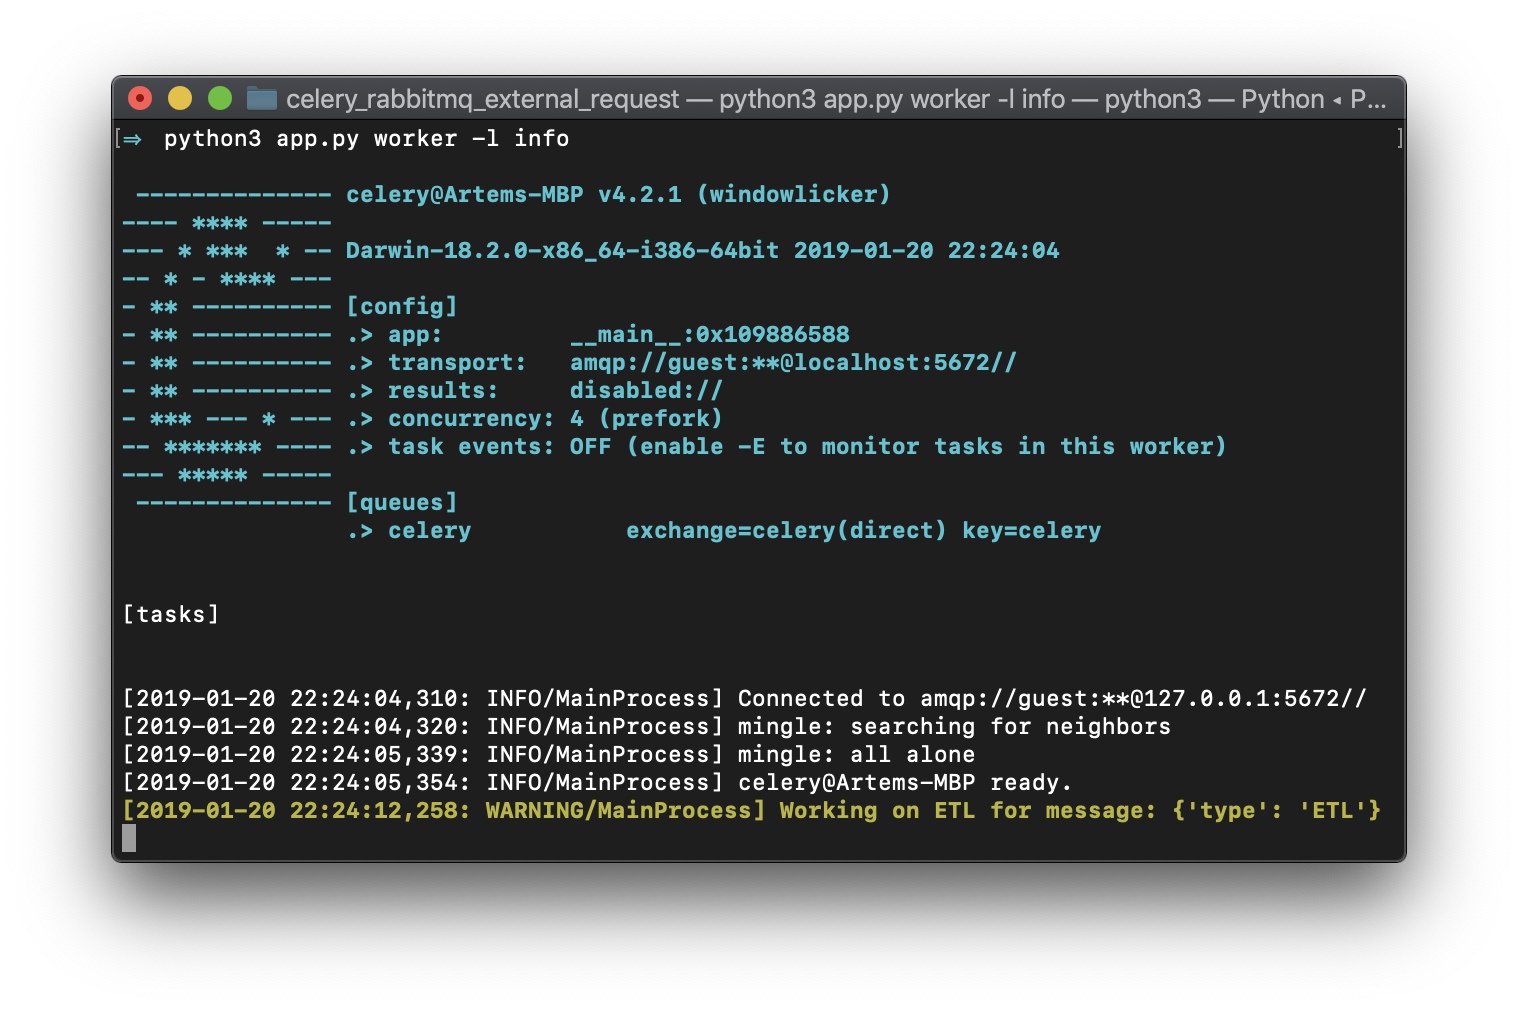 celery_rabbitmq_external_request — python3 app.py worker -l info — python3 — Python ◂ P...
[⇒  python3 app.py worker -l info ]
 -------------- celery@Artems-MBP v4.2.1 (windowlicker)
---- **** -----
--- * ***  * -- Darwin-18.2.0-x86_64-i386-64bit 2019-01-20 22:24:04
-- * - **** ---
- ** ---------- [config]
- ** ---------- .> app:         __main__:0x109886588
- ** ---------- .> transport:   amqp://guest:**@localhost:5672//
- ** ---------- .> results:     disabled://
- *** --- * --- .> concurrency: 4 (prefork)
-- ******* ---- .> task events: OFF (enable -E to monitor tasks in this worker)
--- ***** -----
 -------------- [queues]
                .> celery           exchange=celery(direct) key=celery
[tasks]
[2019-01-20 22:24:04,310: INFO/MainProcess] Connected to amqp://guest:**@127.0.0.1:5672//
[2019-01-20 22:24:04,320: INFO/MainProcess] mingle: searching for neighbors
[2019-01-20 22:24:05,339: INFO/MainProcess] mingle: all alone
[2019-01-20 22:24:05,354: INFO/MainProcess] celery@Artems-MBP ready.
[2019-01-20 22:24:12,258: WARNING/MainProcess] Working on ETL for message: {'type': 'ETL'}